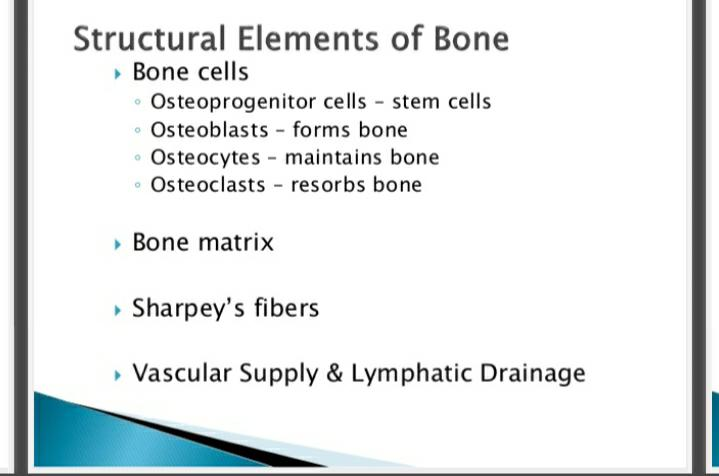 Structural Elements of Bone
Bone cells
Osteoprogenitor cells – stem cells
Osteoblasts – forms bone
Osteocytes – maintains bone
Osteoclasts – resorbs bone
Bone matrix
Sharpey’s fibers
Vascular Supply & Lymphatic Drainage